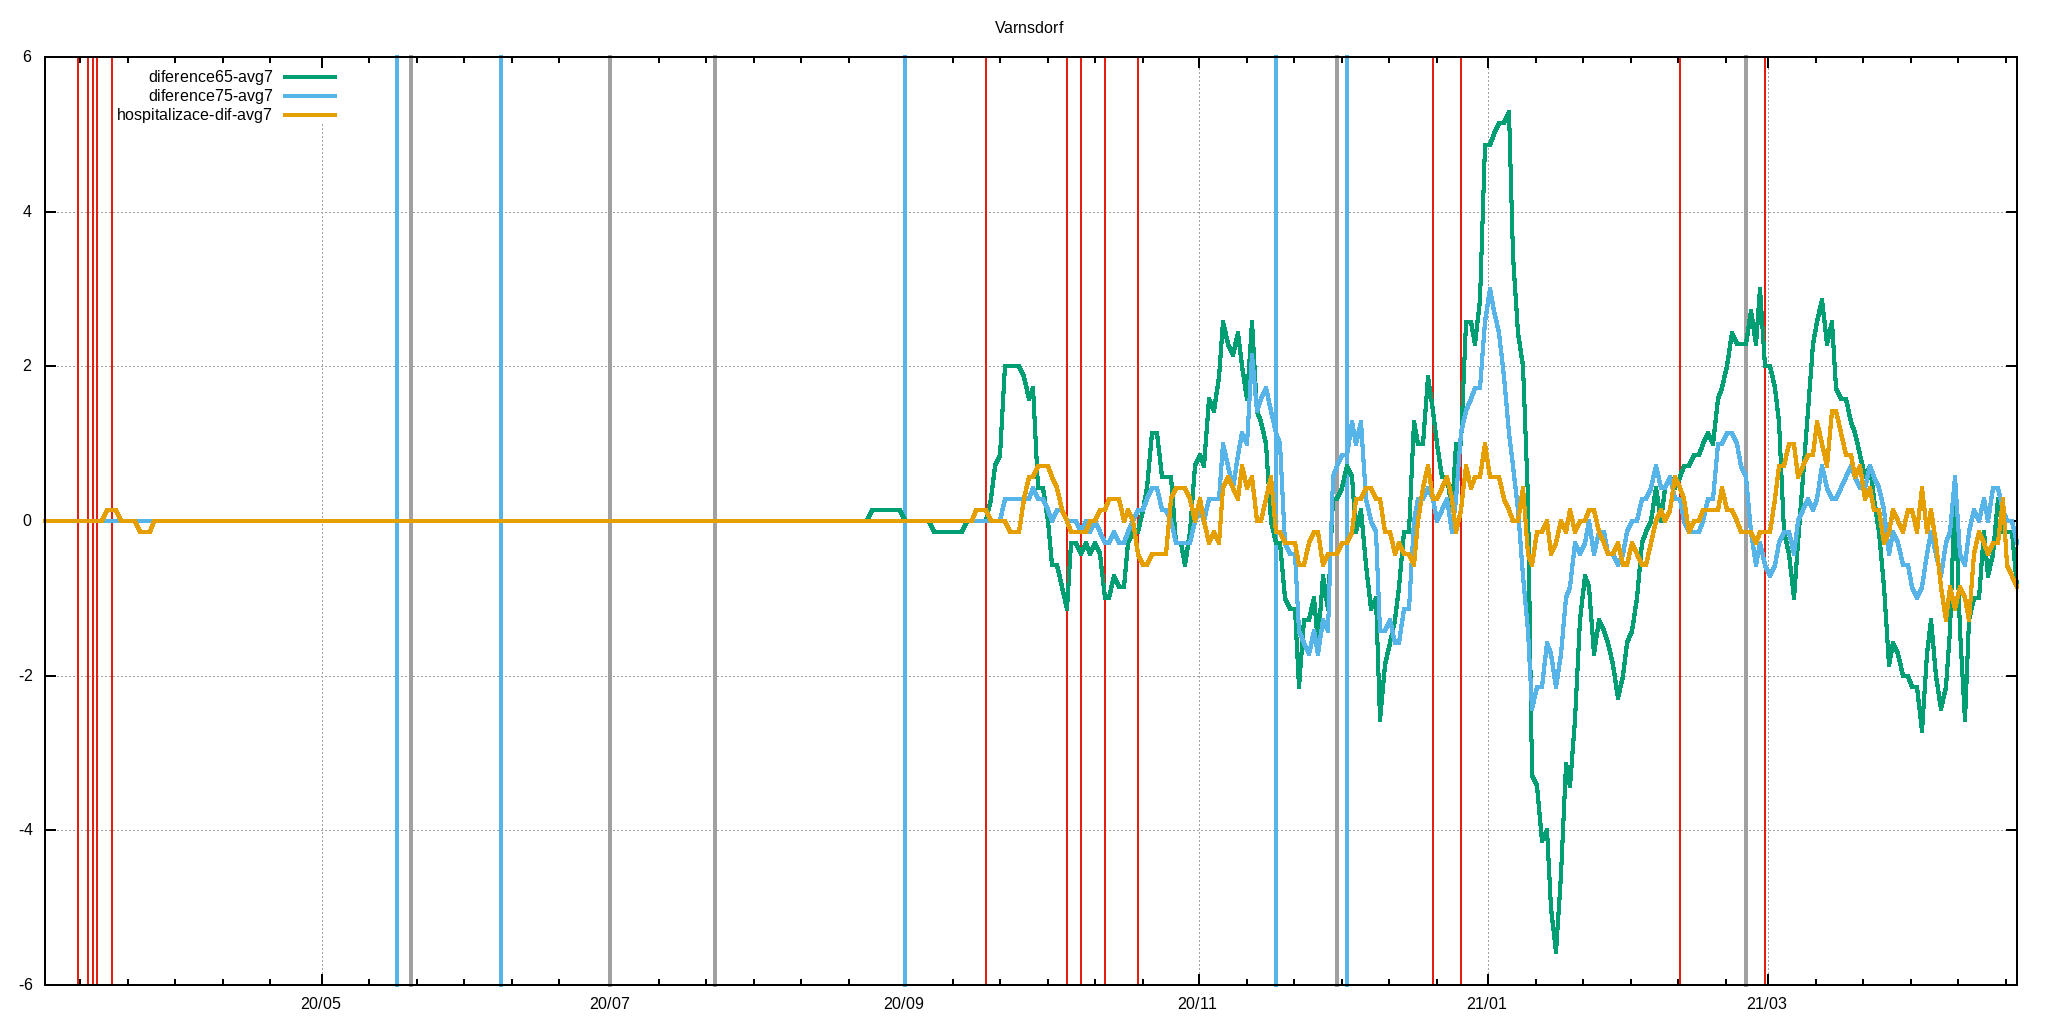 Varnsdorf
diference65-avg7
diference75-avg7
hospitalizace-dif-avg7
6
4
2
0
-2
-4
-6
20/05 20/07 20/09 20/11 21/01 21/03